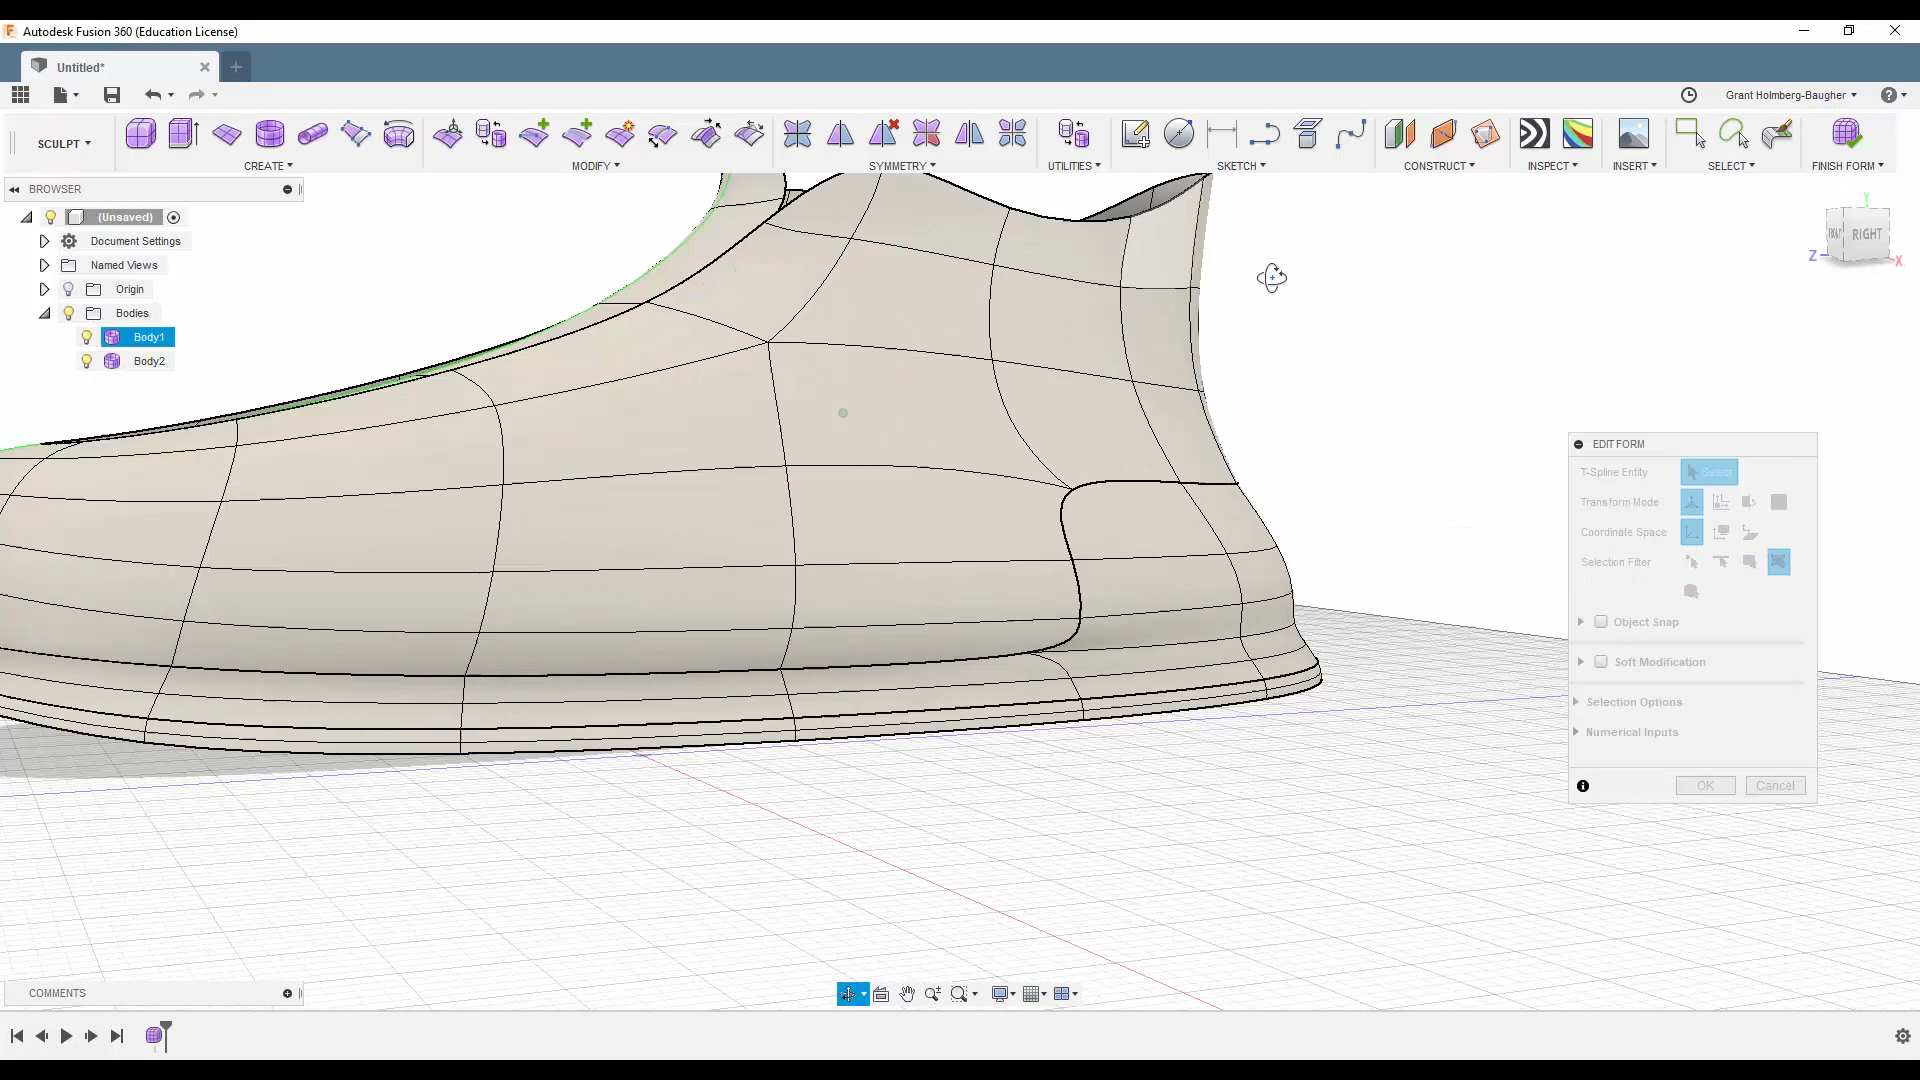 Autodesk Fusion 360 (Education License)
Untitled*
Grant Holmberg-Baugher
SCULPT
CREATE
MODIFY
SYMMETRY
UTILITIES
SKETCH
CONSTRUCT
INSPECT
INSERT
SELECT
FINISH FORM
BROWSER
(Unsaved)
Document Settings
Named Views
Origin
Bodies
Body1
Body2
Y
RIGHT
Z
X
EDIT FORM
T-Spline Entity
Select
Transform Mode
Coordinate Space
Selection Filter
Object Snap
Soft Modification
Selection Options
Numerical Inputs
OK
Cancel
COMMENTS